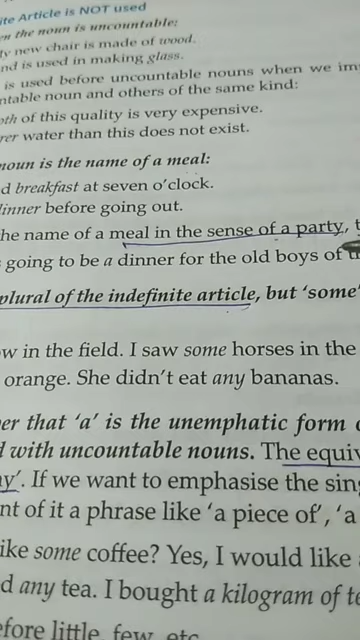 ite Article is NOT used
en the noun is uncountable:
ty new chair is made of wood.
nd is used in making glass.
is used before uncountable nouns when we im
ntable noun and others of the same kind:
oth of this quality is very expensive.
rer water than this does not exist.
noun is the name of a meal:
d breakfast at seven o'clock.
dinner before going out.
he name of a meal in the sense of a party, t
going to be a dinner for the old boys of
plural of the indefinite article, but 'some'
w in the field. I saw some horses in the
orange. She didn't eat any bananas.
er that 'a' is the unemphatic form o
d with uncountable nouns. The equiv
ny'. If we want to emphasise the sing
nt of it a phrase like 'a piece of', 'a
ike some coffee? Yes, I would like
d any tea. I bought a kilogram of te
efore little, few, etc